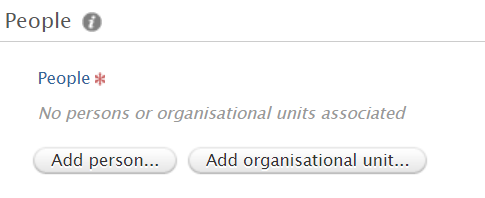 People
People *
No persons or organisational units associated
Add person... Add organisational unit...